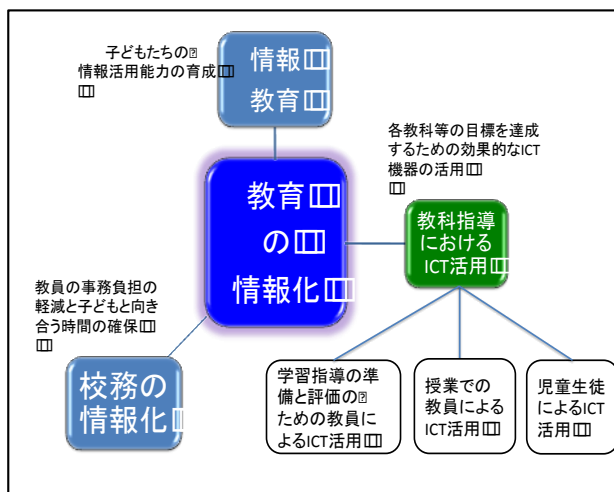 子どもたちの
情報活用能力の育成
情報
教育
各教科等の目標を達成
するための効果的なICT
機器の活用
教育
の
情報化
教科指導
における
ICT活用
教員の事務負担の
軽減と子どもと向き
合う時間の確保
校務の
情報化
学習指導の準
備と評価の
ための教員に
よるICT活用
授業での
教員による
ICT活用
児童生徒
によるICT
活用